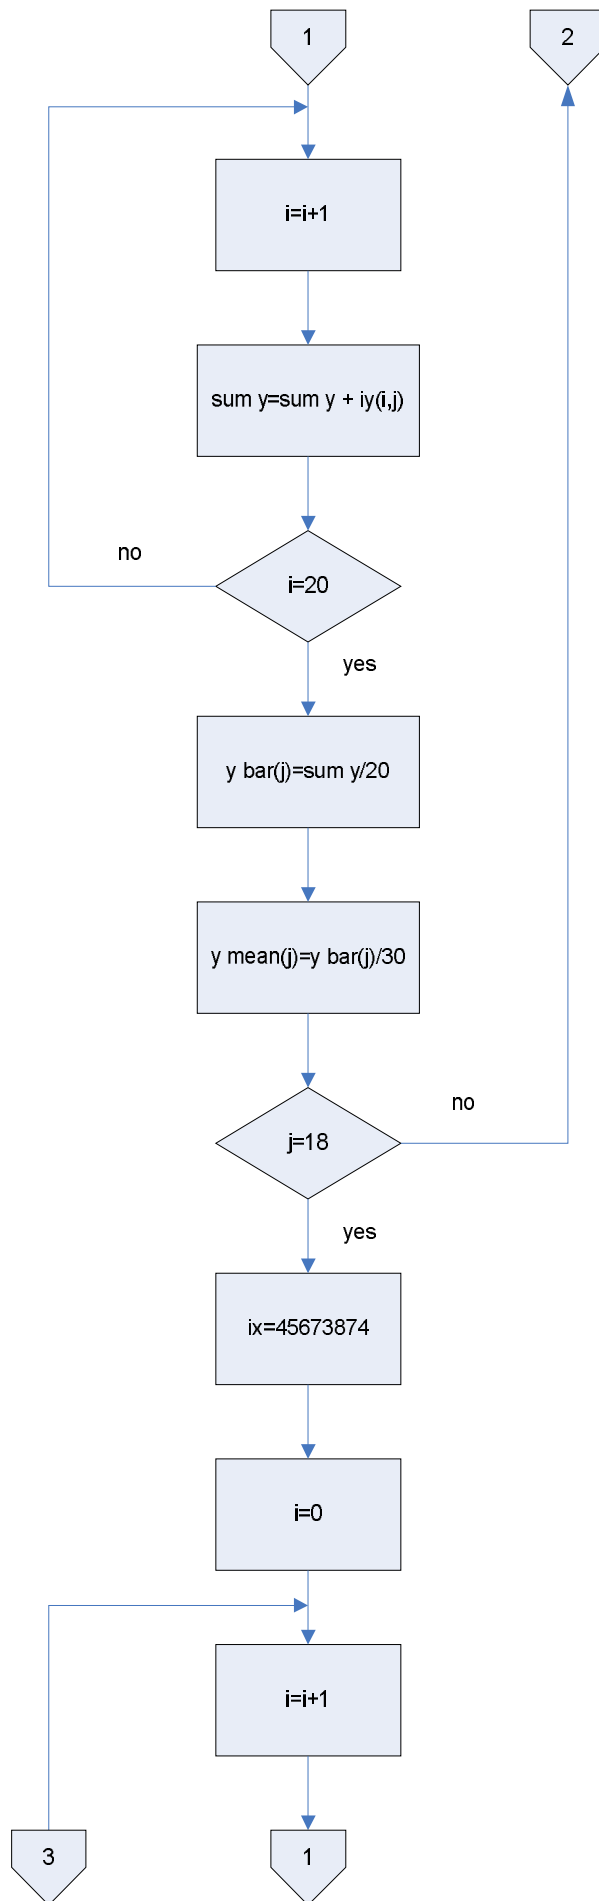 1
2
i=i+1
sum y=sum y + iy(i,j)
no
i=20
yes
y bar(j)=sum y/20
y mean(j)=y bar(j)/30
no
j=18
yes
ix=45673874
i=0
i=i+1
3
1